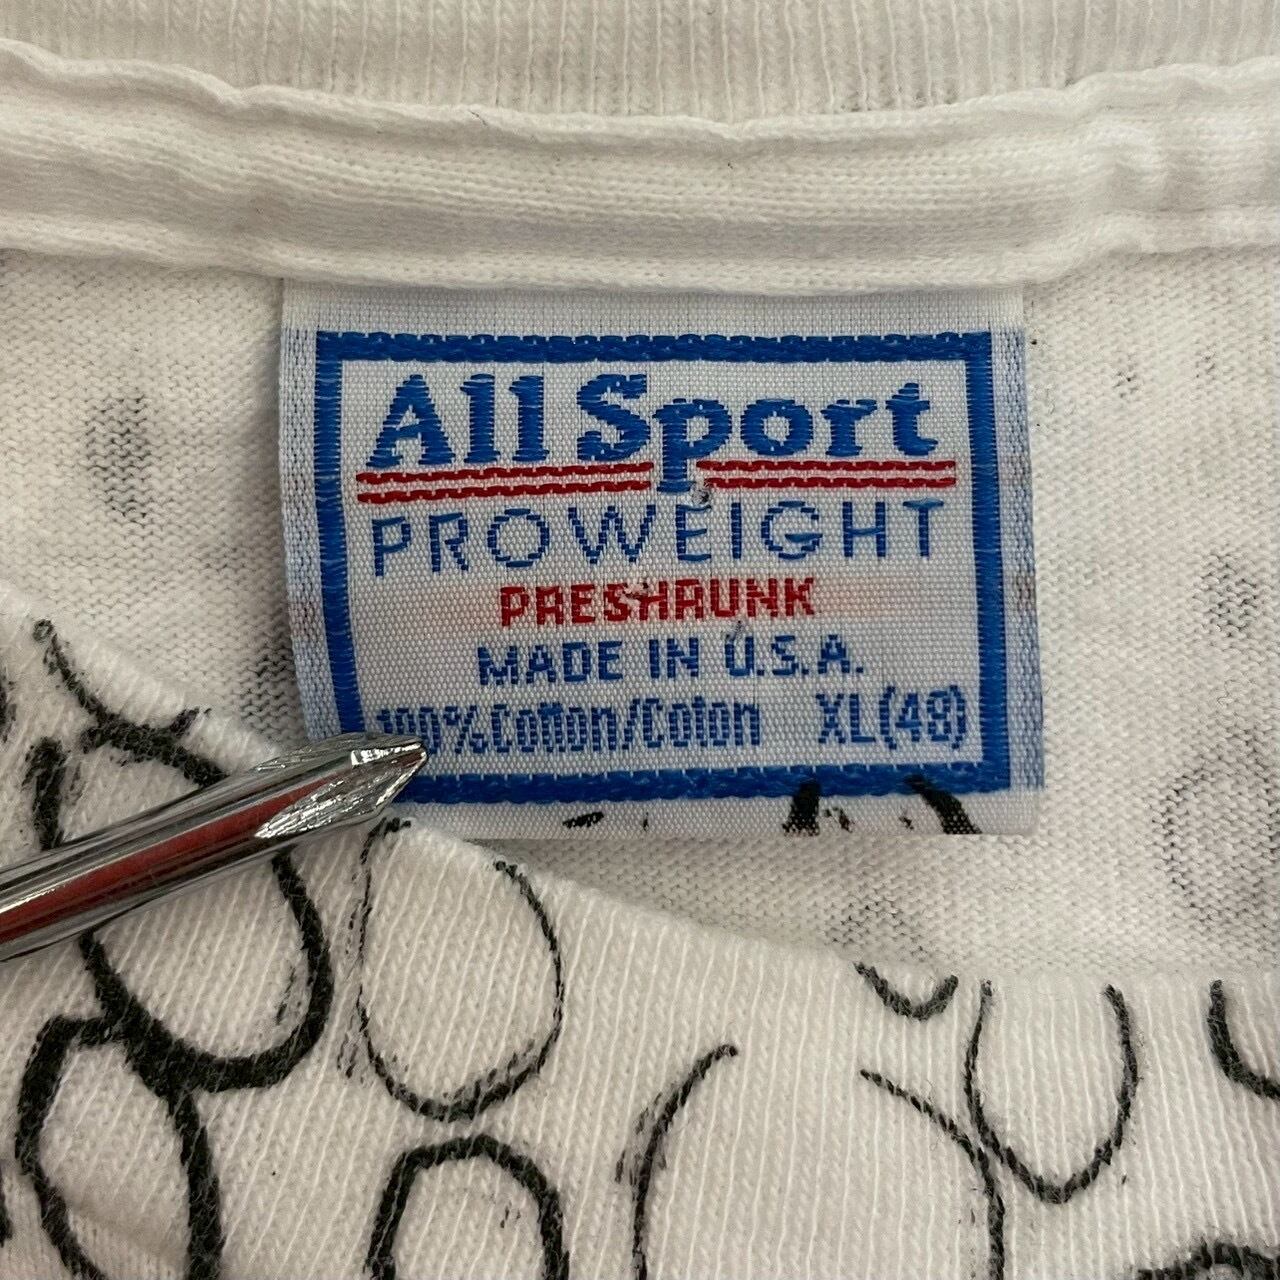 All Sport
PROWEIGHT
PRESHRUNK
MADE IN U.S.A.
100% Cotton/Coton XL(48)